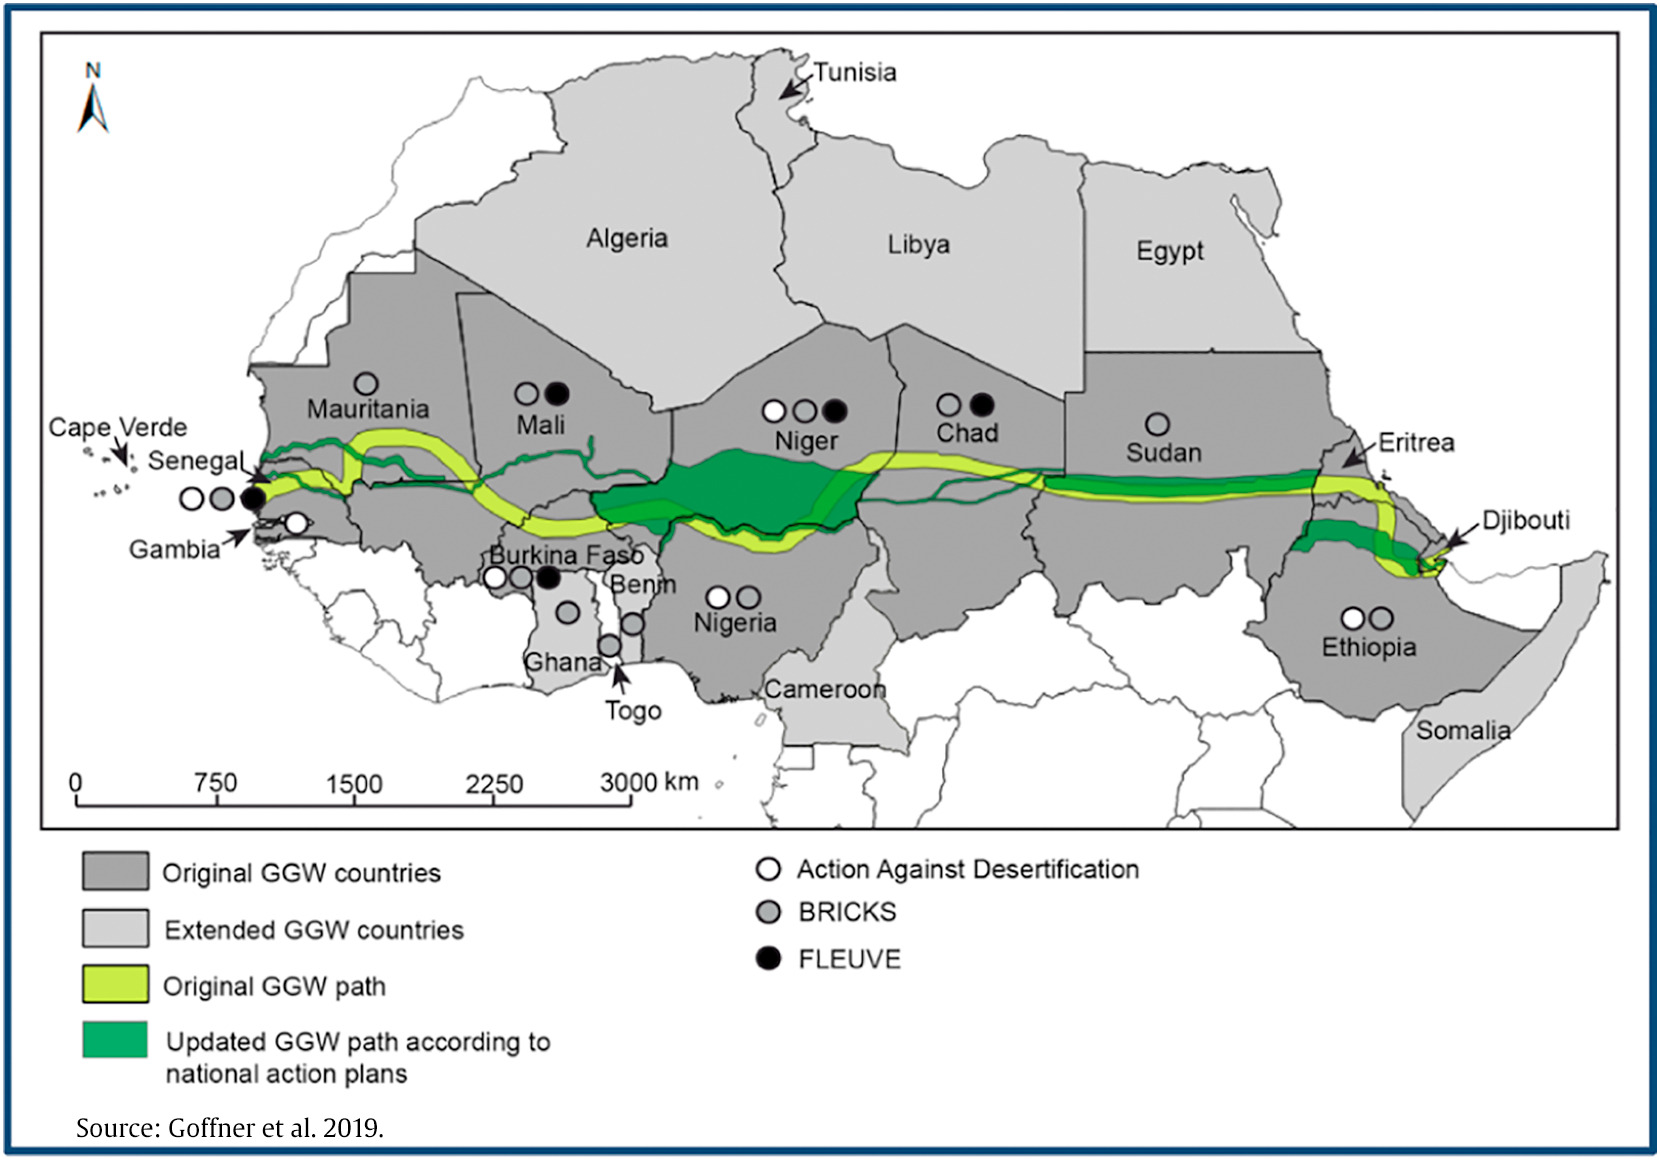 N
Tunisia
Algeria
Libya
Egypt
Mauritania
Mali
Niger
Chad
Sudan
Eritrea
Cape Verde
Senegal
Gambia
Djibouti
Burkina Faso
Benin
Nigeria
Ethiopia
Ghana
Togo
Cameroon
Somalia
0 750 1500 2250 3000 km
Original GGW countries
Extended GGW countries
Original GGW path
Updated GGW path according to
national action plans
Action Against Desertification
BRICKS
FLEUVE
Source: Goffner et al. 2019.